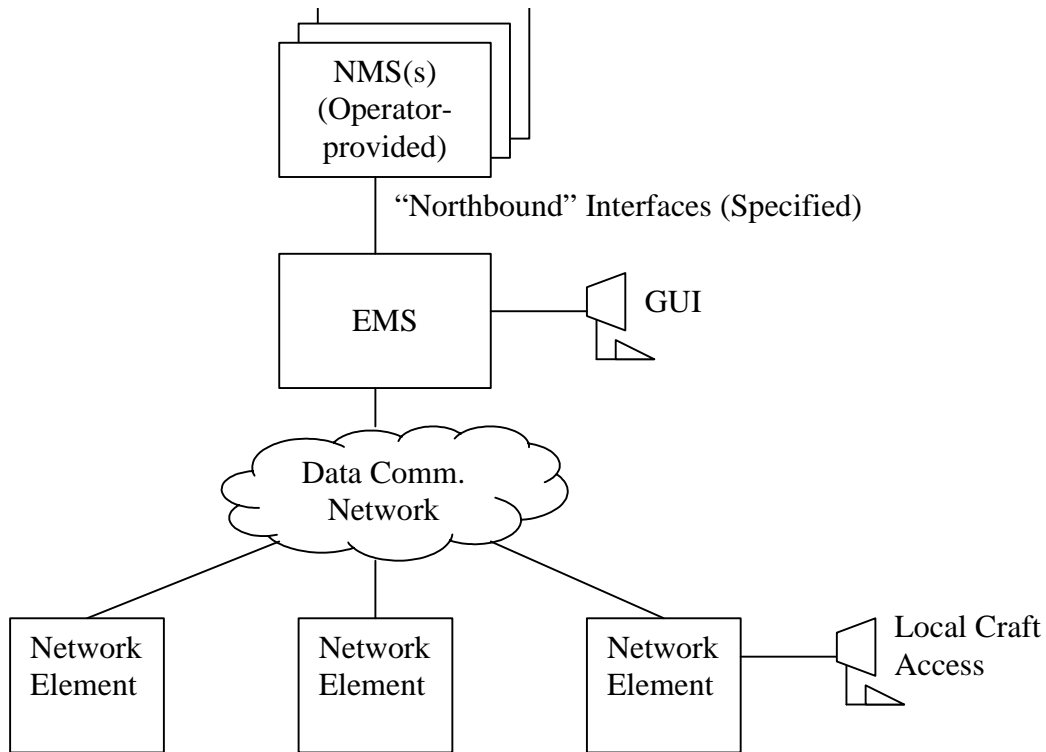 NMS(s)
(Operator-
provided)
“Northbound” Interfaces (Specified)
EMS
GUI
Data Comm.
Network
Network
Element
Network
Element
Network
Element
Local Craft
Access